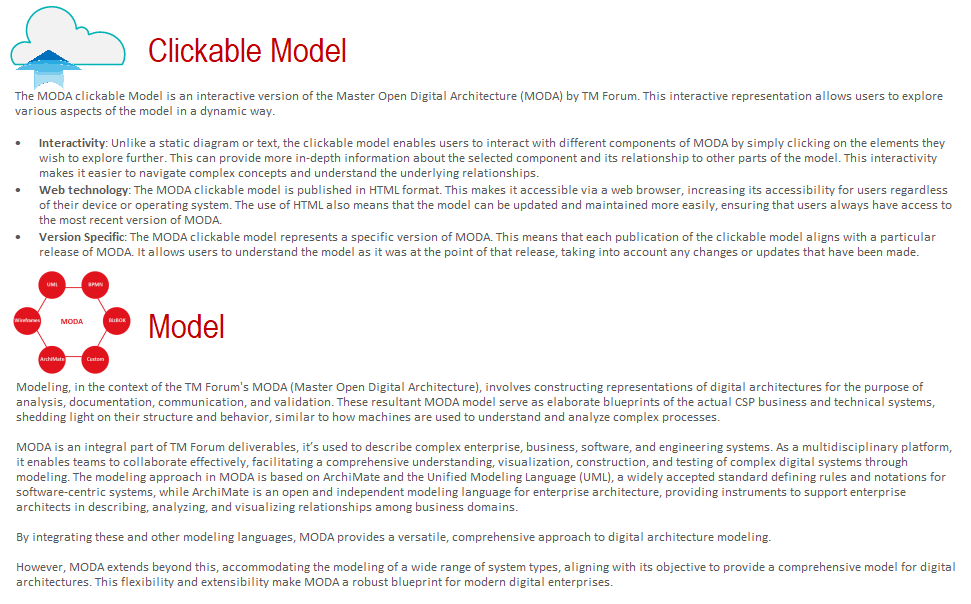 Clickable Model
The MODA clickable Model is an interactive version of the Master Open Digital Architecture (MODA) by TM Forum. This interactive representation allows users to explore
various aspects of the model in a dynamic way.
• Interactivity: Unlike a static diagram or text, the clickable model enables users to interact with different components of MODA by simply clicking on the elements they
wish to explore further. This can provide more in-depth information about the selected component and its relationship to other parts of the model. This interactivity
makes it easier to navigate complex concepts and understand the underlying relationships.
• Web technology: The MODA clickable model is published in HTML format. This makes it accessible via a web browser, increasing its accessibility for users regardless
of their device or operating system. The use of HTML also means that the model can be updated and maintained more easily, ensuring that users always have access to
the most recent version of MODA.
• Version Specific: The MODA clickable model represents a specific version of MODA. This means that each publication of the clickable model aligns with a particular
release of MODA. It allows users to understand the model as it was at the point of that release, taking into account any changes or updates that have been made.
UML
BPMN
Wireframes
MODA
BizBOK
ArchiMate
Custom
Model
Modeling, in the context of the TM Forum's MODA (Master Open Digital Architecture), involves constructing representations of digital architectures for the purpose of
analysis, documentation, communication, and validation. These resultant MODA model serve as elaborate blueprints of the actual CSP business and technical systems,
shedding light on their structure and behavior, similar to how machines are used to understand and analyze complex processes.
MODA is an integral part of TM Forum deliverables, it's used to describe complex enterprise, business, software, and engineering systems. As a multidisciplinary platform,
it enables teams to collaborate effectively, facilitating a comprehensive understanding, visualization, construction, and testing of complex digital systems through
modeling. The modeling approach in MODA is based on ArchiMate and the Unified Modeling Language (UML), a widely accepted standard defining rules and notations for
software-centric systems, while ArchiMate is an open and independent modeling language for enterprise architecture, providing instruments to support enterprise
architects in describing, analyzing, and visualizing relationships among business domains.
By integrating these and other modeling languages, MODA provides a versatile, comprehensive approach to digital architecture modeling.
However, MODA extends beyond this, accommodating the modeling of a wide range of system types, aligning with its objective to provide a comprehensive model for digital
architectures. This flexibility and extensibility make MODA a robust blueprint for modern digital enterprises.